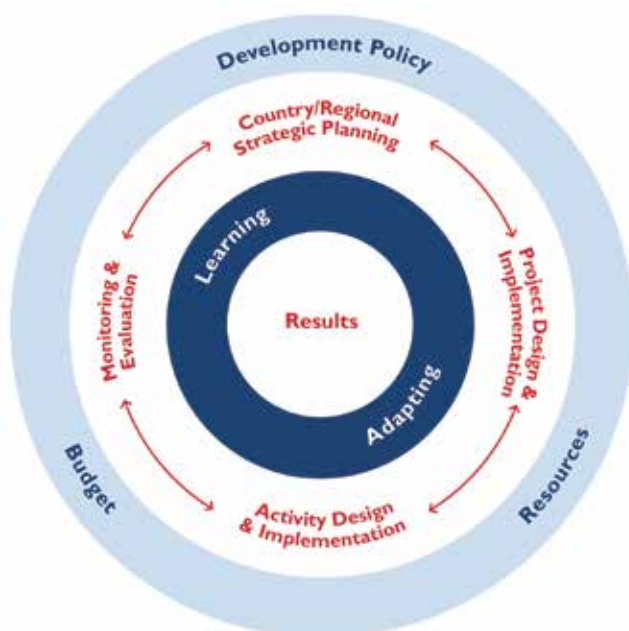 Development Policy
Country/Regional
Strategic Planning
Learning
Monitoring &
Evaluation
Results
Project Design &
Implementation
Adapting
Budget
Resources
Activity Design
& Implementation